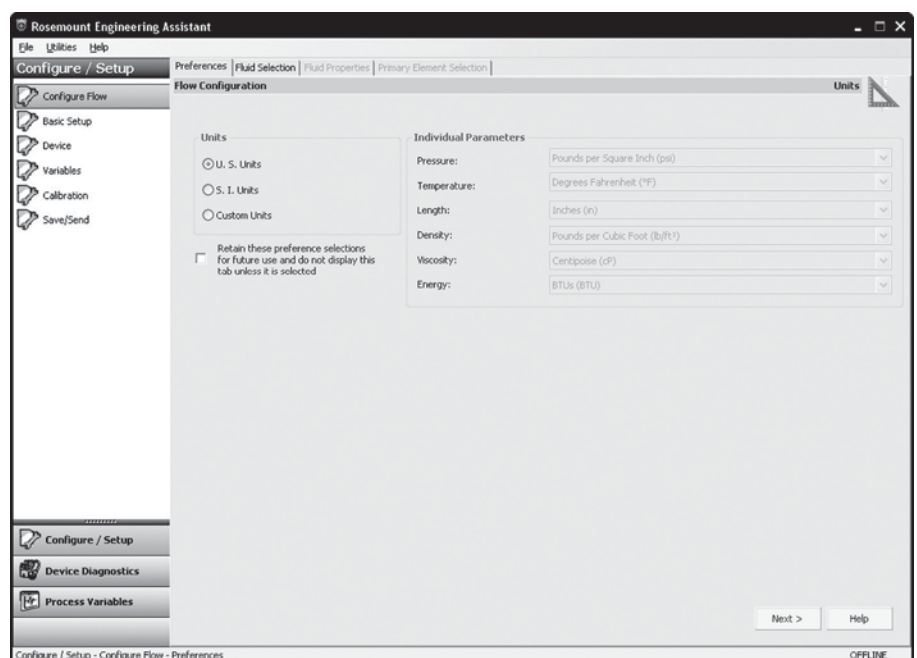 Rosemount Engineering Assistant
File Utilities Help
Configure / Setup
Preferences Fluid Selection Fluid Properties Primary Element Selection
Flow Configuration Units
Configure Flow
Basic Setup
Device
Variables
Calibration
Save/Send
Units
U. S. Units
S. I. Units
Custom Units
Retain these preference selections
for future use and do not display this
tab unless it is selected
Individual Parameters
Pressure: Pounds per Square Inch (psi)
Temperature: Degrees Fahrenheit (°F)
Length: Inches (in)
Density: Pounds per Cubic Foot (lb/ft³)
Viscosity: Centipoise (cP)
Energy: BTUs (BTU)
Configure / Setup
Device Diagnostics
Process Variables
Next > Help
Configure / Setup - Configure Flow - Preferences OFFLINE